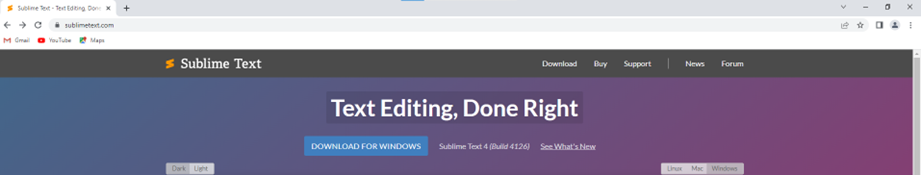 Sublime Text - Text Editing, Done
sublimetext.com
Gmail YouTube Maps
Sublime Text Download Buy Support News Forum
Text Editing, Done Right
DOWNLOAD FOR WINDOWS Sublime Text 4 (Build 4126) See What's New
Dark Light Linux Mac Windows